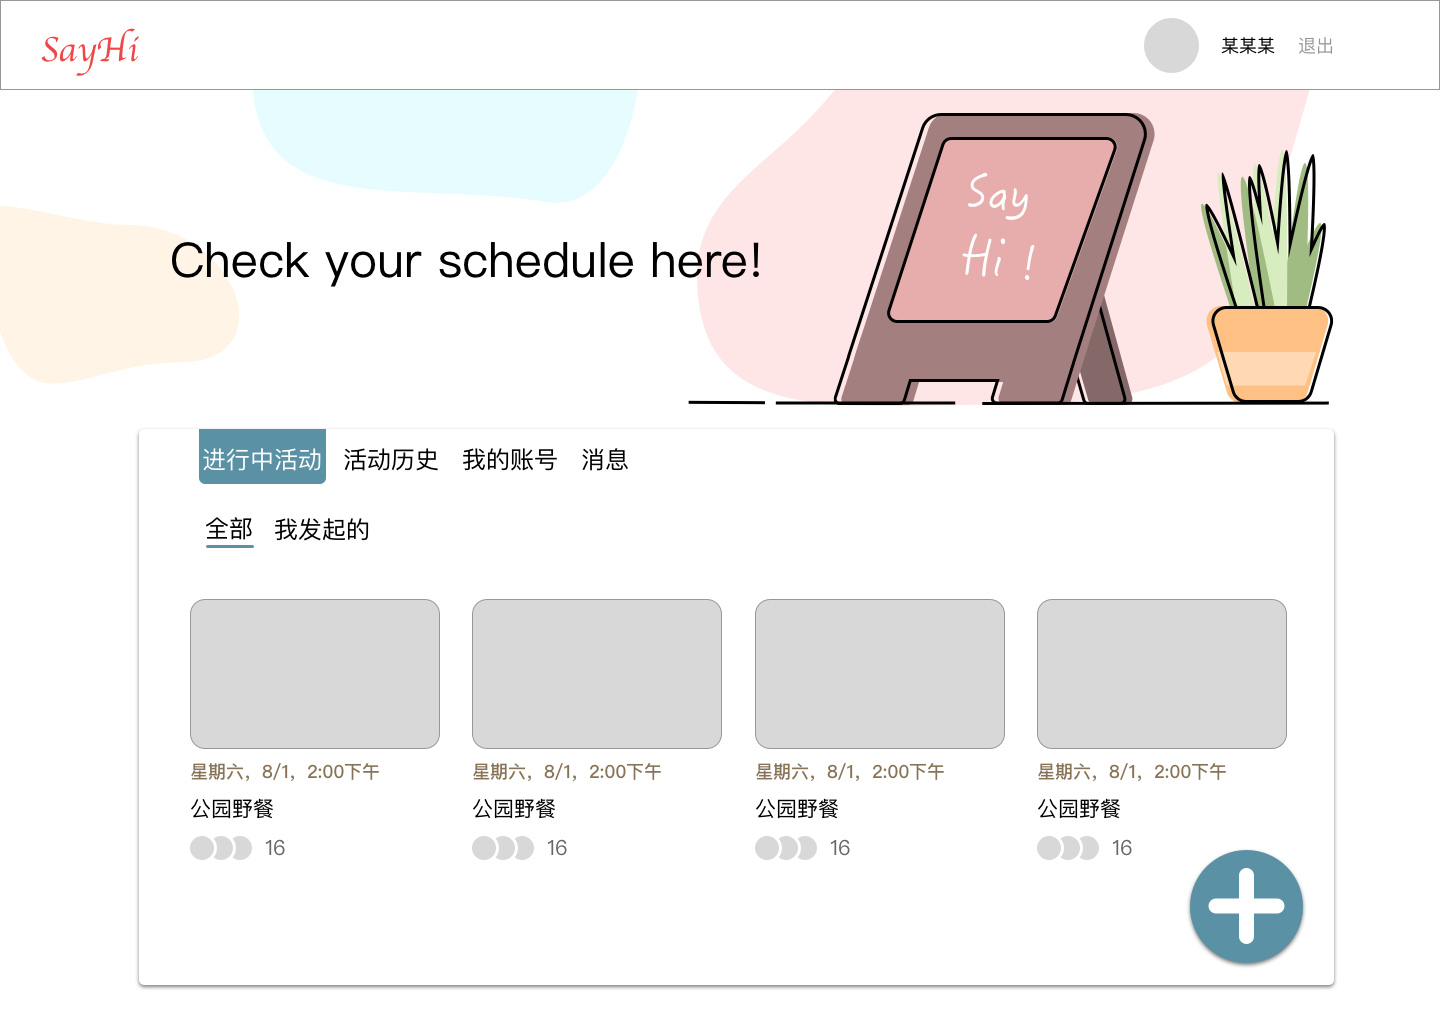 SayHi
某某某 退出
Say
Hi !
Check your schedule here!
进行中活动 活动历史 我的账号 消息
全部 我发起的
星期六，8/1，2:00下午 星期六，8/1，2:00下午 星期六，8/1，2:00下午 星期六，8/1，2:00下午
公园野餐 公园野餐 公园野餐 公园野餐
16 16 16 16